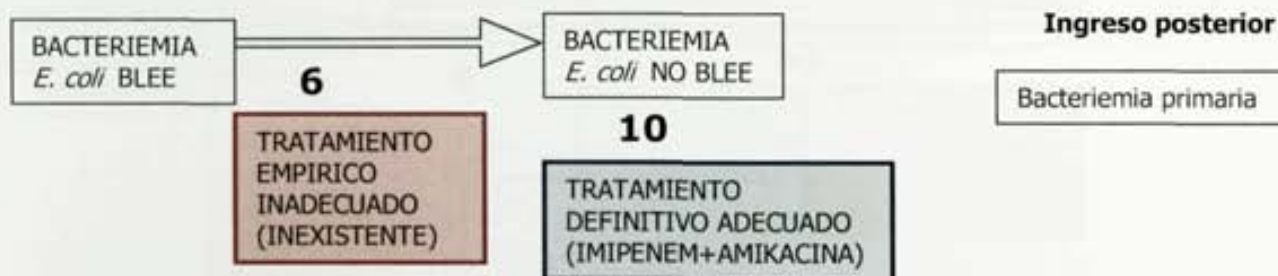 BACTERIEMIA
E. coli BLEE
BACTERIEMIA
E. coli NO BLEE
Ingreso posterior
Bacteriemia primaria
6
10
TRATAMIENTO
EMPIRICO
INADECUADO
(INEXISTENTE)
TRATAMIENTO
DEFINITIVO ADECUADO
(IMIPENEM+AMIKACINA)